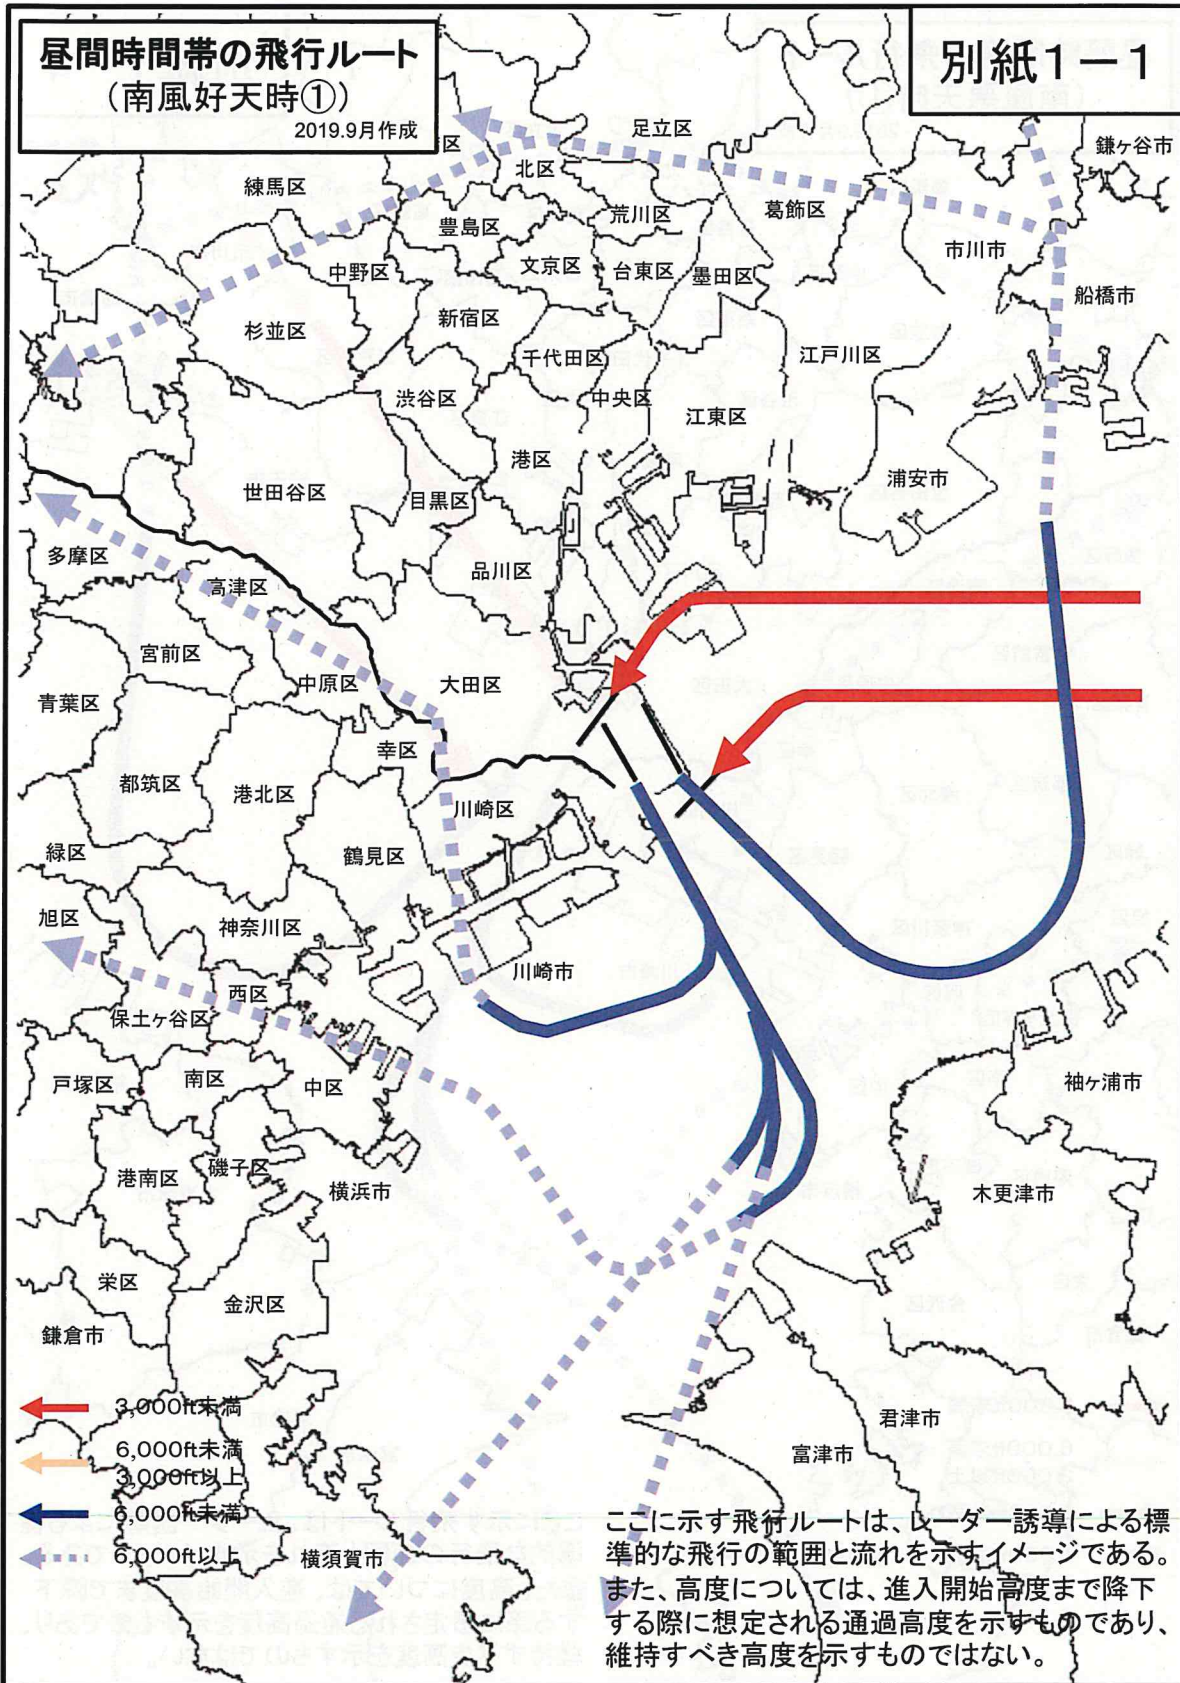 昼間時間帯の飛行ルート
（南風好天時①）
2019.9月作成
別紙1－1
足立区
鎌ヶ谷市
区
北区
練馬区
荒川区
葛飾区
豊島区
市川市
中野区
文京区
台東区
墨田区
船橋市
杉並区
新宿区
千代田区
江戸川区
渋谷区
中央区
江東区
港区
浦安市
世田谷区
目黒区
多摩区
品川区
高津区
宮前区
中原区
大田区
青葉区
幸区
都筑区
港北区
川崎区
緑区
鶴見区
旭区
神奈川区
川崎市
西区
保土ヶ谷区
戸塚区
南区
中区
袖ヶ浦市
港南区
磯子区
横浜市
木更津市
栄区
金沢区
鎌倉市
君津市
富津市
横須賀市
3,000ft未満
6,000ft未満
3,000ft以上
6,000ft未満
6,000ft以上
ここに示す飛行ルートは、レーダー誘導による標
準的な飛行の範囲と流れを示すイメージである。
また、高度については、進入開始高度まで降下
する際に想定される通過高度を示すものであり、
維持すべき高度を示すものではない。